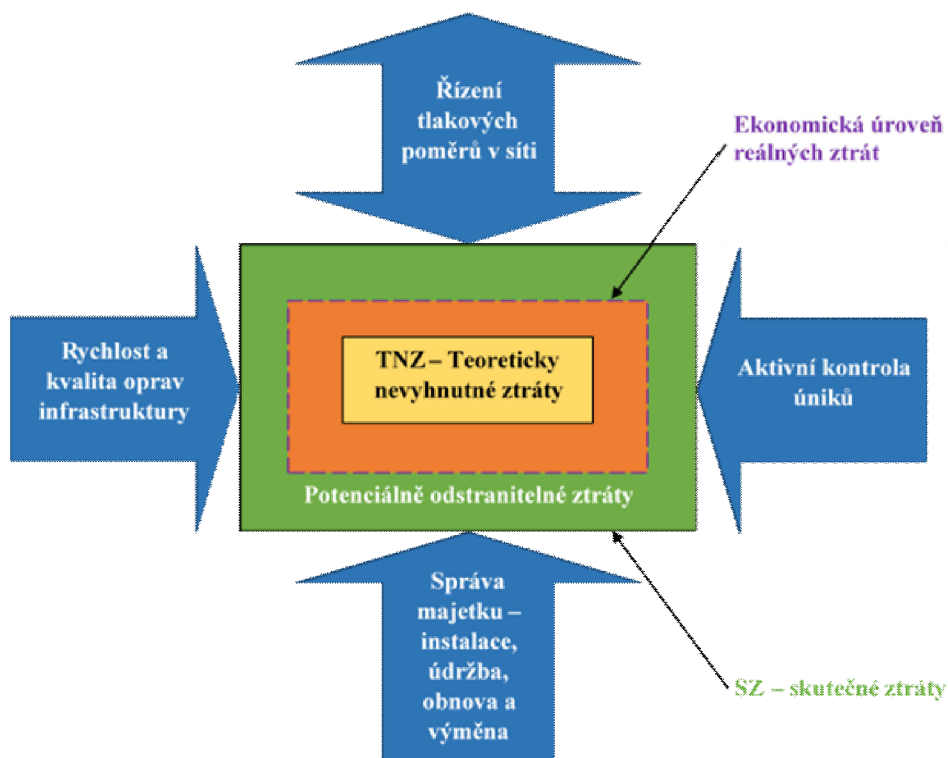 Řízení
tlakových
poměrů v síti
Ekonomická úroveň
reálných ztrát
Rychlost a
kvalita oprav
infrastruktury
TNZ – Teoreticky
nevyhnutné ztráty
Aktivní kontrola
úniků
Potenciálně odstranitelné ztráty
Správa
majetku –
instalace,
údržba,
obnova a
výměna
SZ – skutečné ztráty